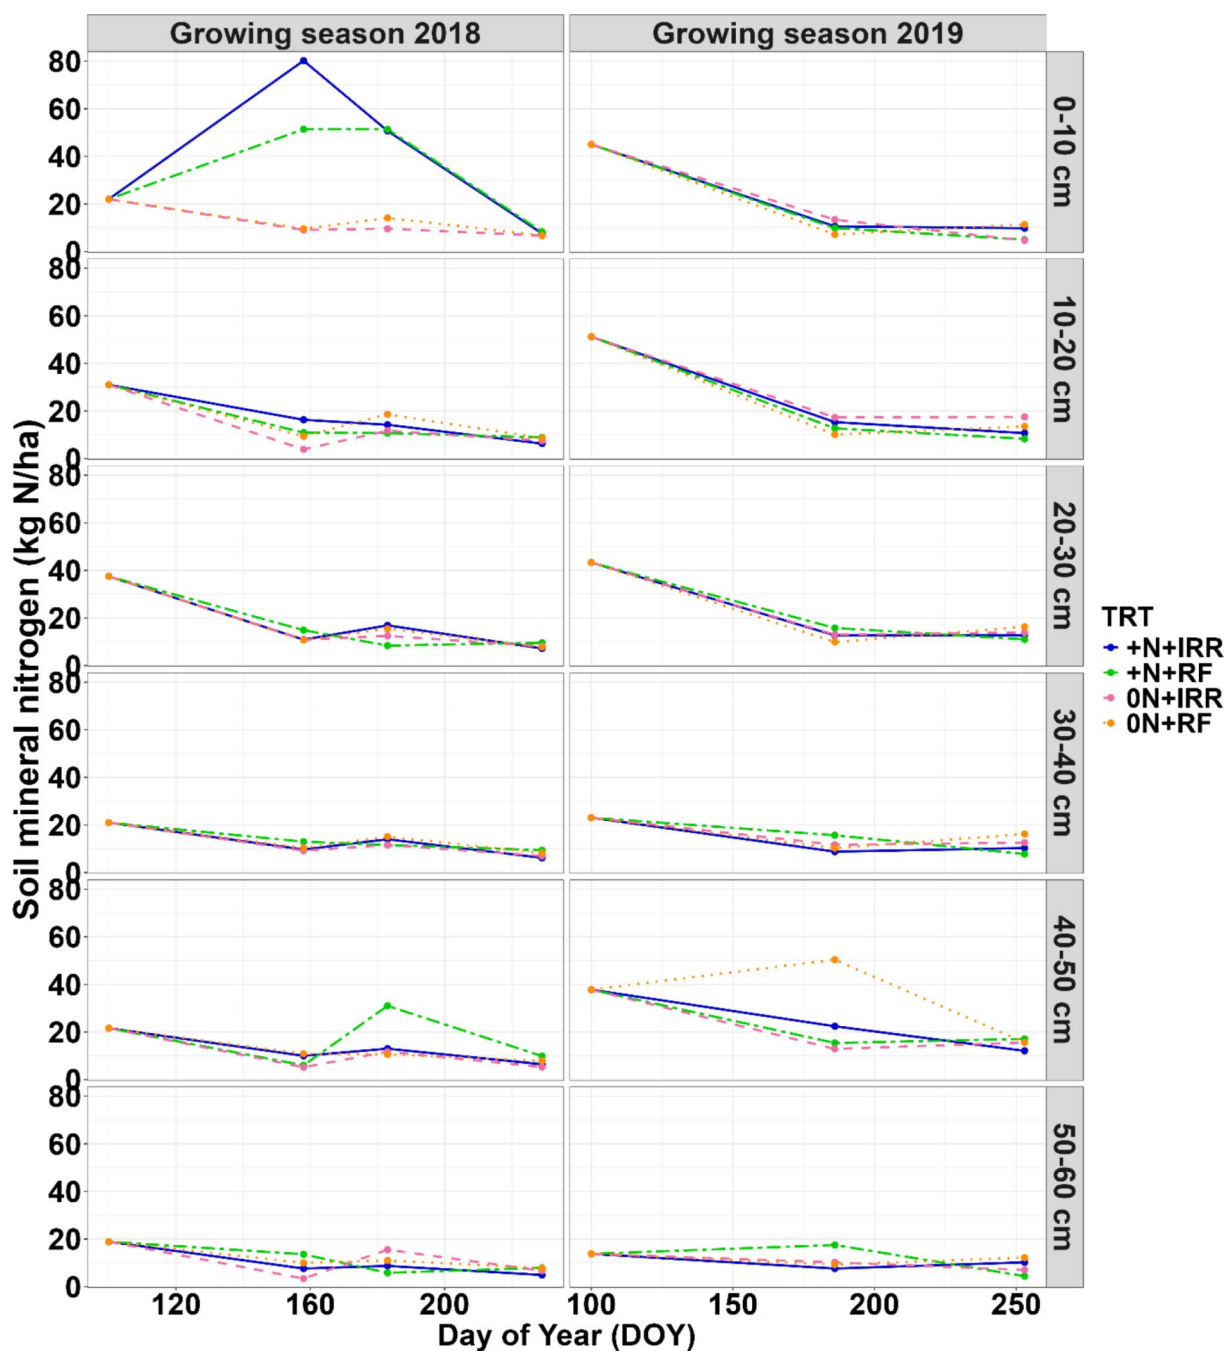 Growing season 2018
Growing season 2019
Soil mineral nitrogen (kg N/ha)
80
60
40
20
0
0-10 cm
80
60
40
20
0
10-20 cm
80
60
40
20
0
20-30 cm
80
60
40
20
0
30-40 cm
80
60
40
20
0
40-50 cm
80
60
40
20
0
50-60 cm
120 160 200
100 150 200 250
Day of Year (DOY)
TRT
+N+IRR
+N+RF
0N+IRR
0N+RF